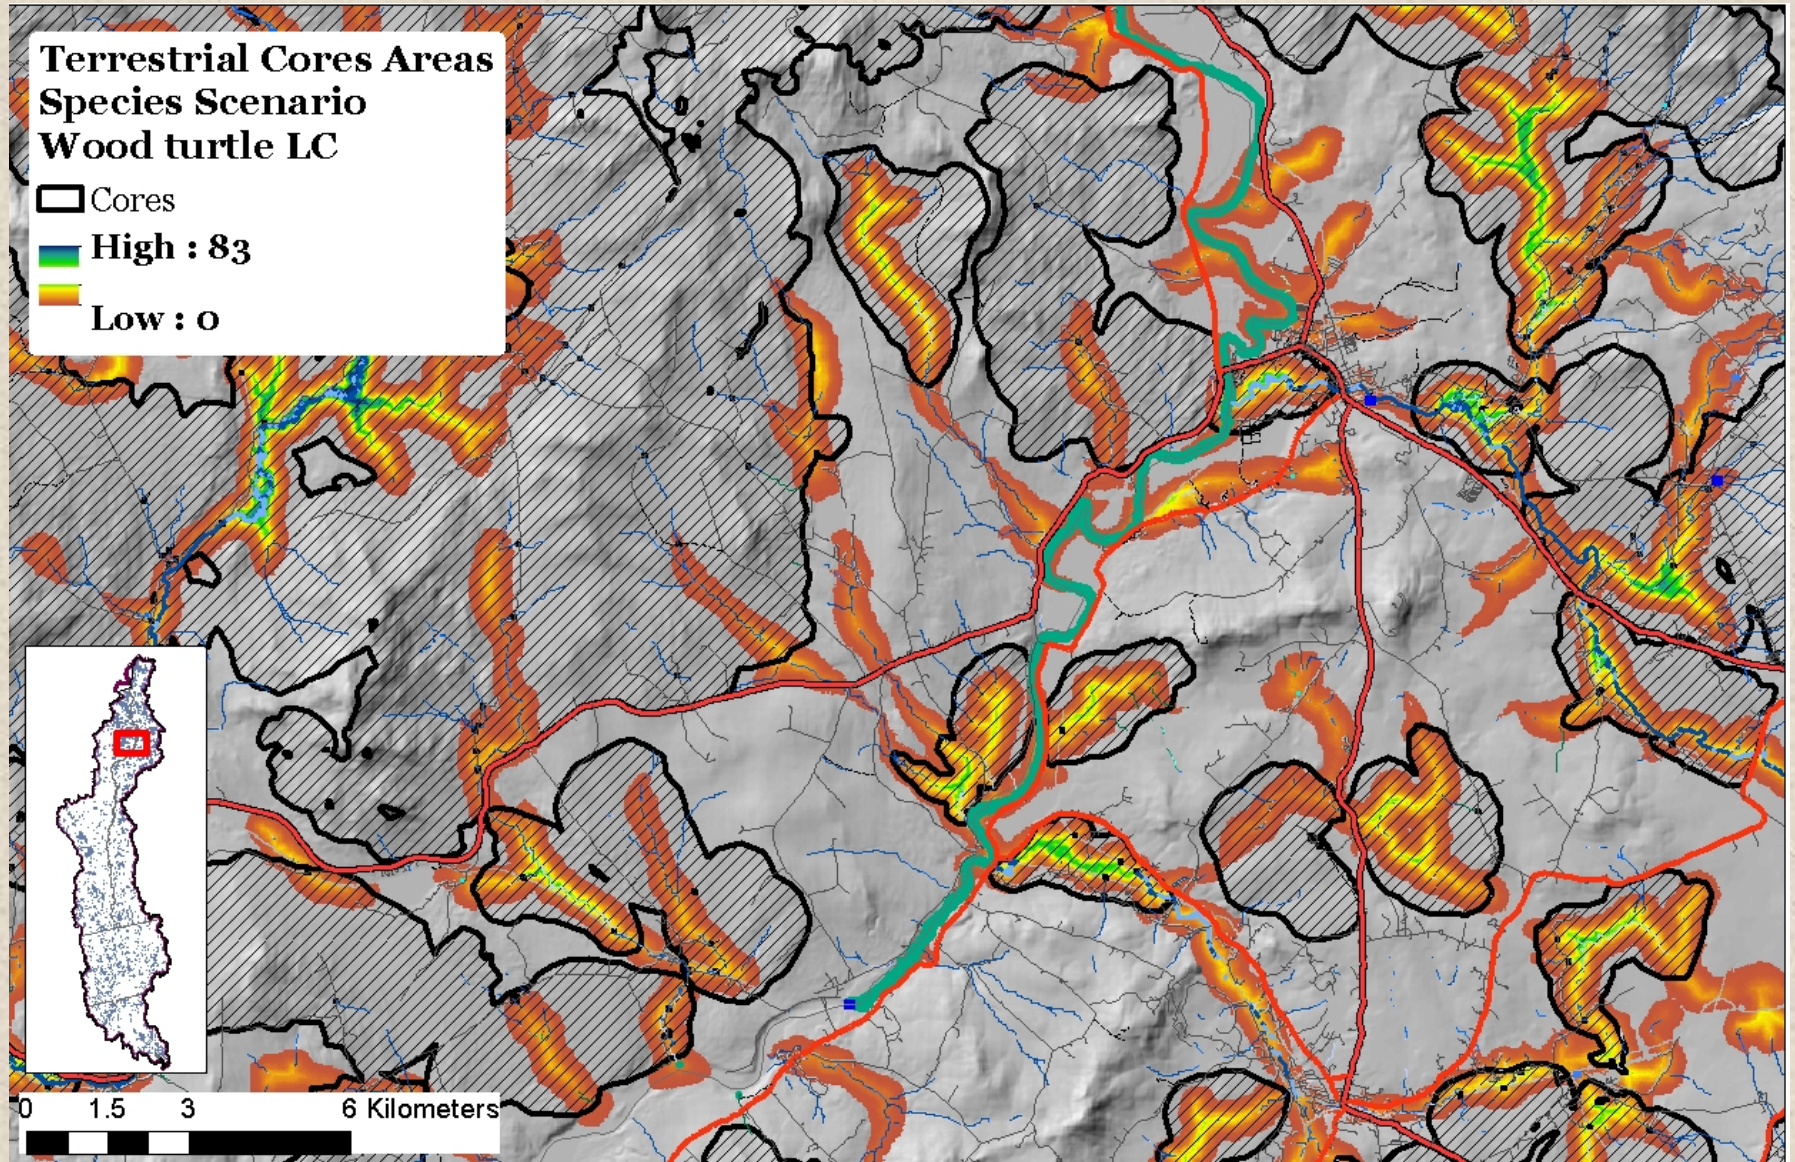 Terrestrial Cores Areas
Species Scenario
Wood turtle LC
Cores
High : 83
Low : 0
0 1.5 3 6 Kilometers